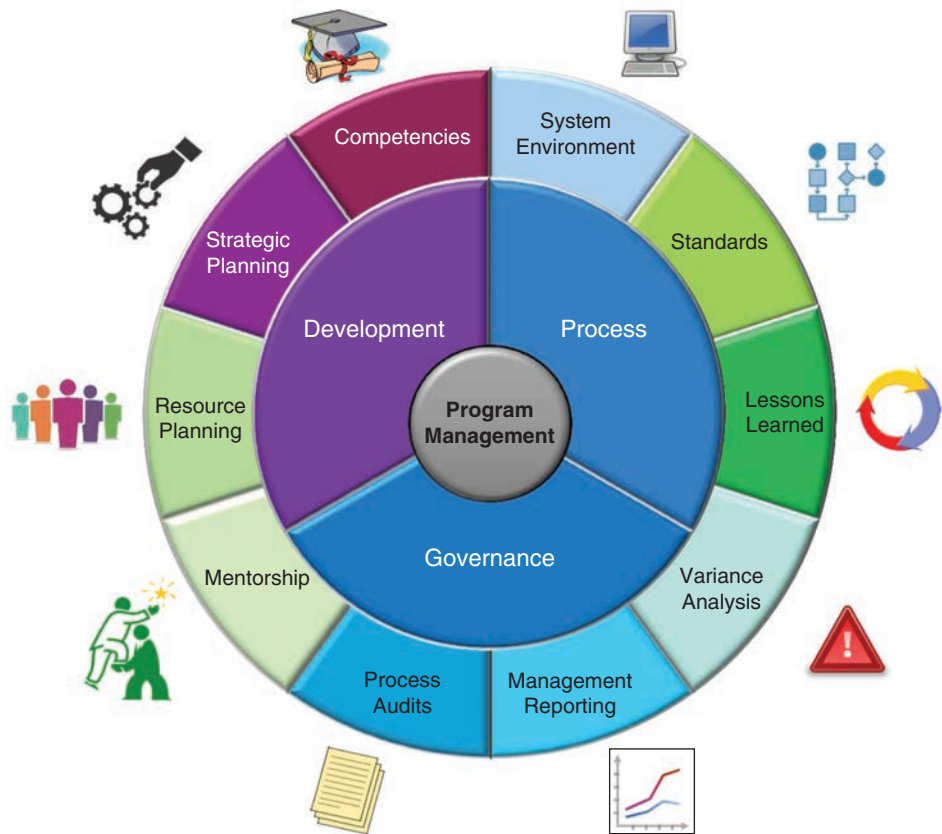 Competencies
System
Environment
Strategic
Planning
Standards
Development
Process
Resource
Planning
Program
Management
Lessons
Learned
Governance
Mentorship
Variance
Analysis
Process
Audits
Management
Reporting
!